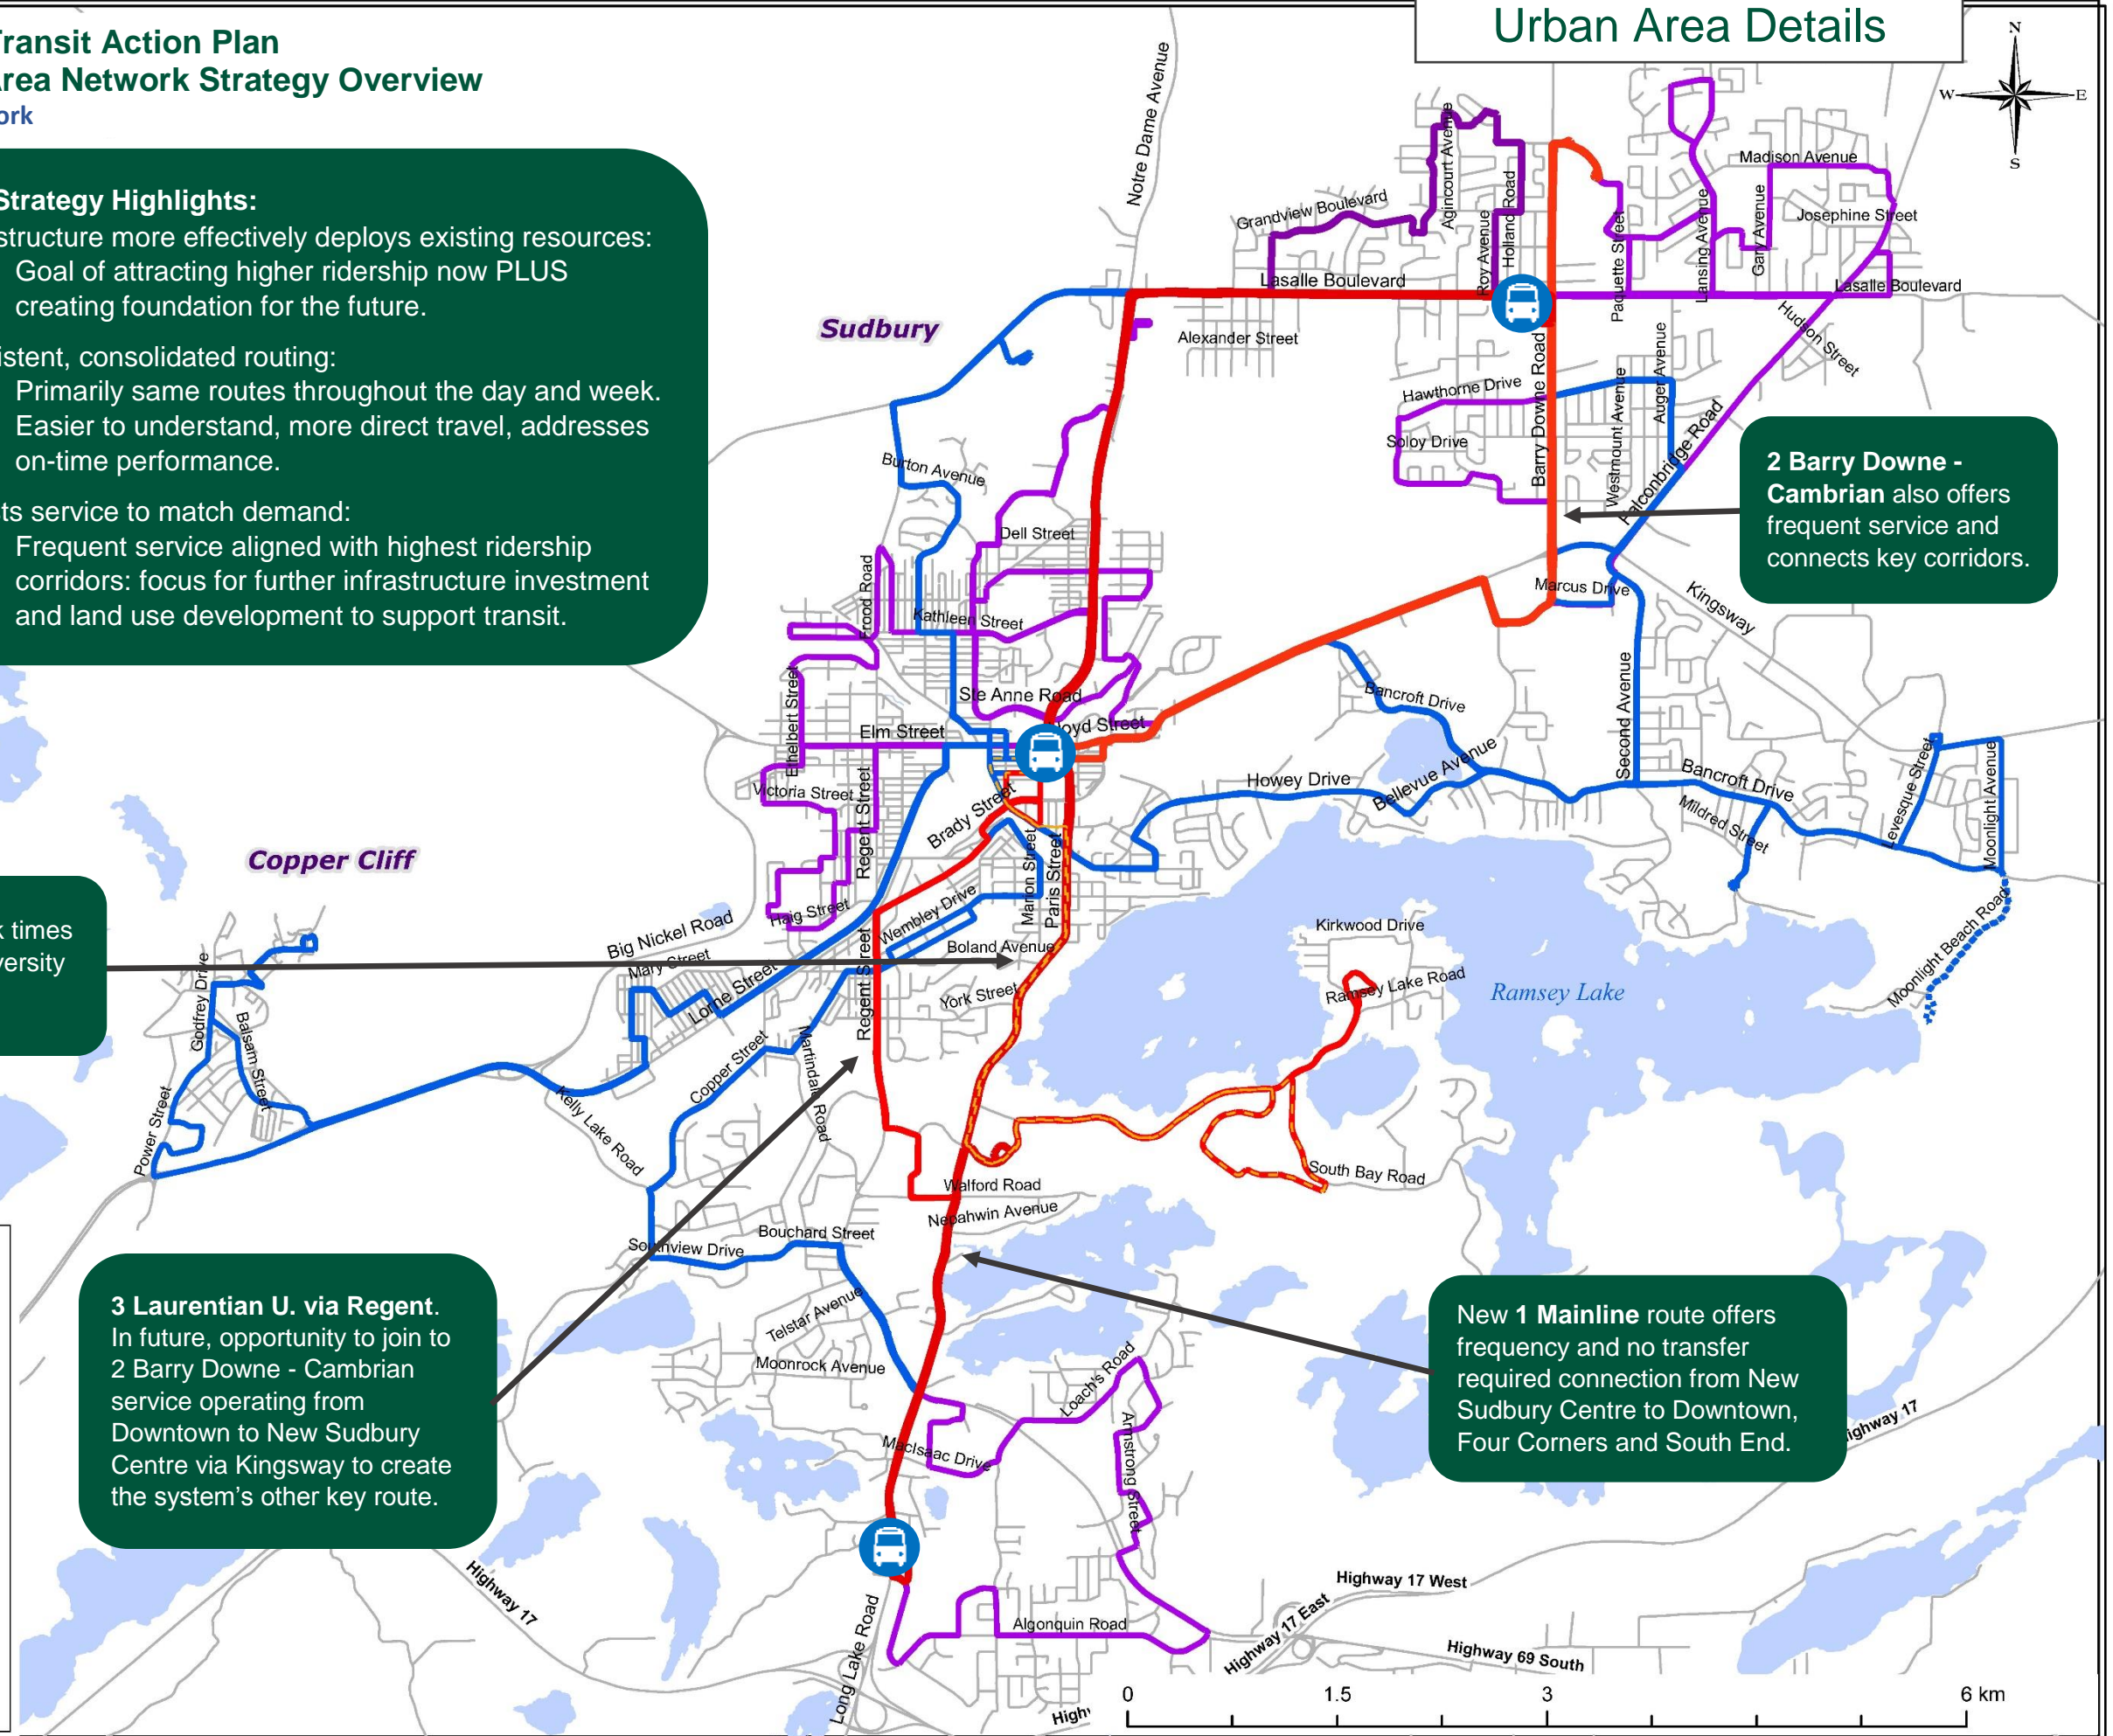 Transit Action Plan
Area Network Strategy Overview
ork
Urban Area Details
N
W
E
S
Strategy Highlights:
structure more effectively deploys existing resources:
Goal of attracting higher ridership now PLUS
creating foundation for the future.
istent, consolidated routing:
Primarily same routes throughout the day and week.
Easier to understand, more direct travel, addresses
on-time performance.
sts service to match demand:
Frequent service aligned with highest ridership
corridors: focus for further infrastructure investment
and land use development to support transit.
2 Barry Downe -
Cambrian also offers
frequent service and
connects key corridors.
k times
versity
3 Laurentian U. via Regent.
In future, opportunity to join to
2 Barry Downe - Cambrian
service operating from
Downtown to New Sudbury
Centre via Kingsway to create
the system's other key route.
New 1 Mainline route offers
frequency and no transfer
required connection from New
Sudbury Centre to Downtown,
Four Corners and South End.
Sudbury
Copper Cliff
Ramsey Lake
Notre Dame Avenue
Grandview Boulevard
Agincourt Avenue
Roy Avenue
Holland Road
Lasalle Boulevard
Alexander Street
Madison Avenue
Josephine Street
Gary Avenue
Lansing Avenue
Paquette Street
Lasalle Boulevard
Hudson Street
Hawthorne Drive
Soloy Drive
Barry Downe Road
Westmount Avenue
Auger Avenue
Falconbridge Road
Marcus Drive
Kingsway
Burton Avenue
Dell Street
Frood Road
Kathleen Street
Ste Anne Road
loyd Street
Elm Street
Ethelbert Street
Victoria Street
Regent Street
Brady Street
Haig Street
Wembley Drive
Marion Street
Paris Street
Boland Avenue
York Street
Regent Street
Big Nickel Road
Mary Street
Lorne Street
Copper Street
Martindale Road
Kelly Lake Road
Godfrey Drive
Balsam Street
Power Street
Bancroft Drive
Bellevue Avenue
Howey Drive
Second Avenue
Bancroft Drive
Mildred Street
Levesque Street
Moonlight Avenue
Moonlight Beach Road
Kirkwood Drive
Ramsey Lake Road
South Bay Road
Walford Road
Nepahwin Avenue
Bouchard Street
Southview Drive
Telstar Avenue
Moonrock Avenue
Loach's Road
MacIsaac Drive
Armstrong Street
Algonquin Road
Long Lake Road
Highway 17
Highway 17 West
Highway 17 East
Highway 69 South
ighway 17
High
0
1.5
3
6 km